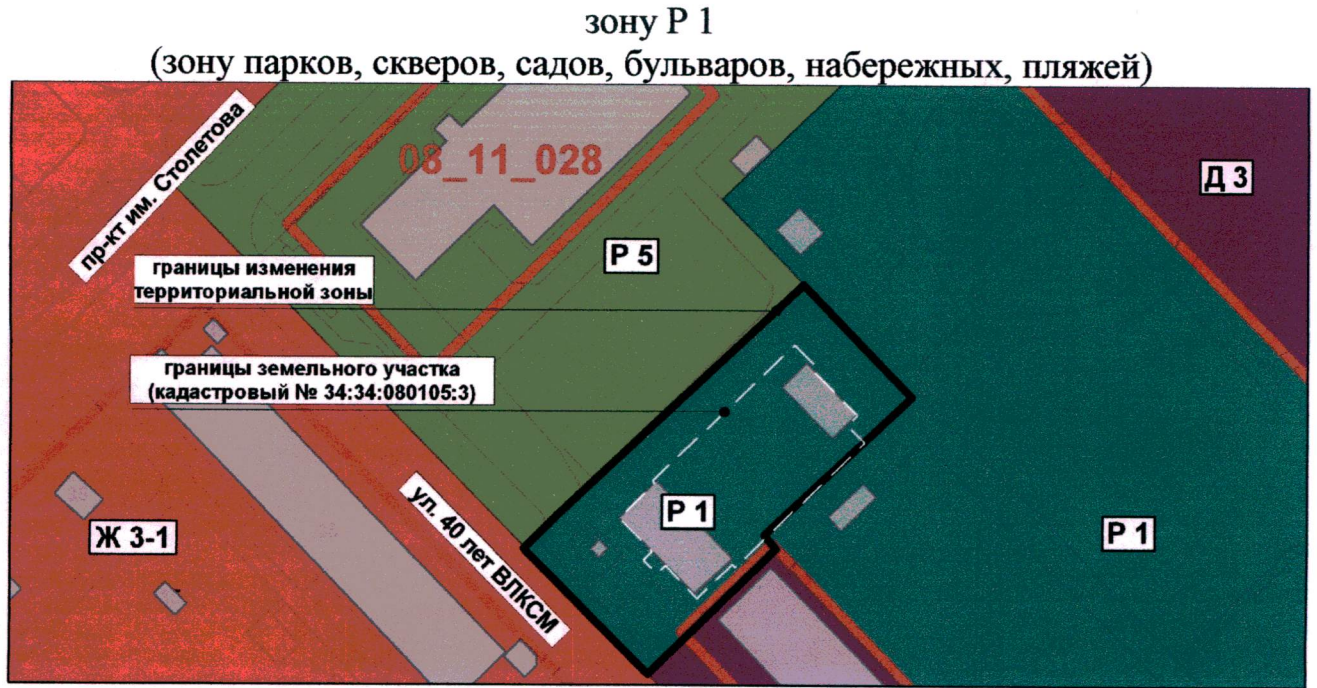 зону Р 1
(зону парков, скверов, садов, бульваров, набережных, пляжей)
пр-кт им. Столетова
08_11_028
Д 3
Р 5
границы изменения
территориальной зоны
границы земельного участка
(кадастровый № 34:34:080105:3)
Р 1
Ж 3-1
ул. 40 лет ВЛКСМ
Р 1